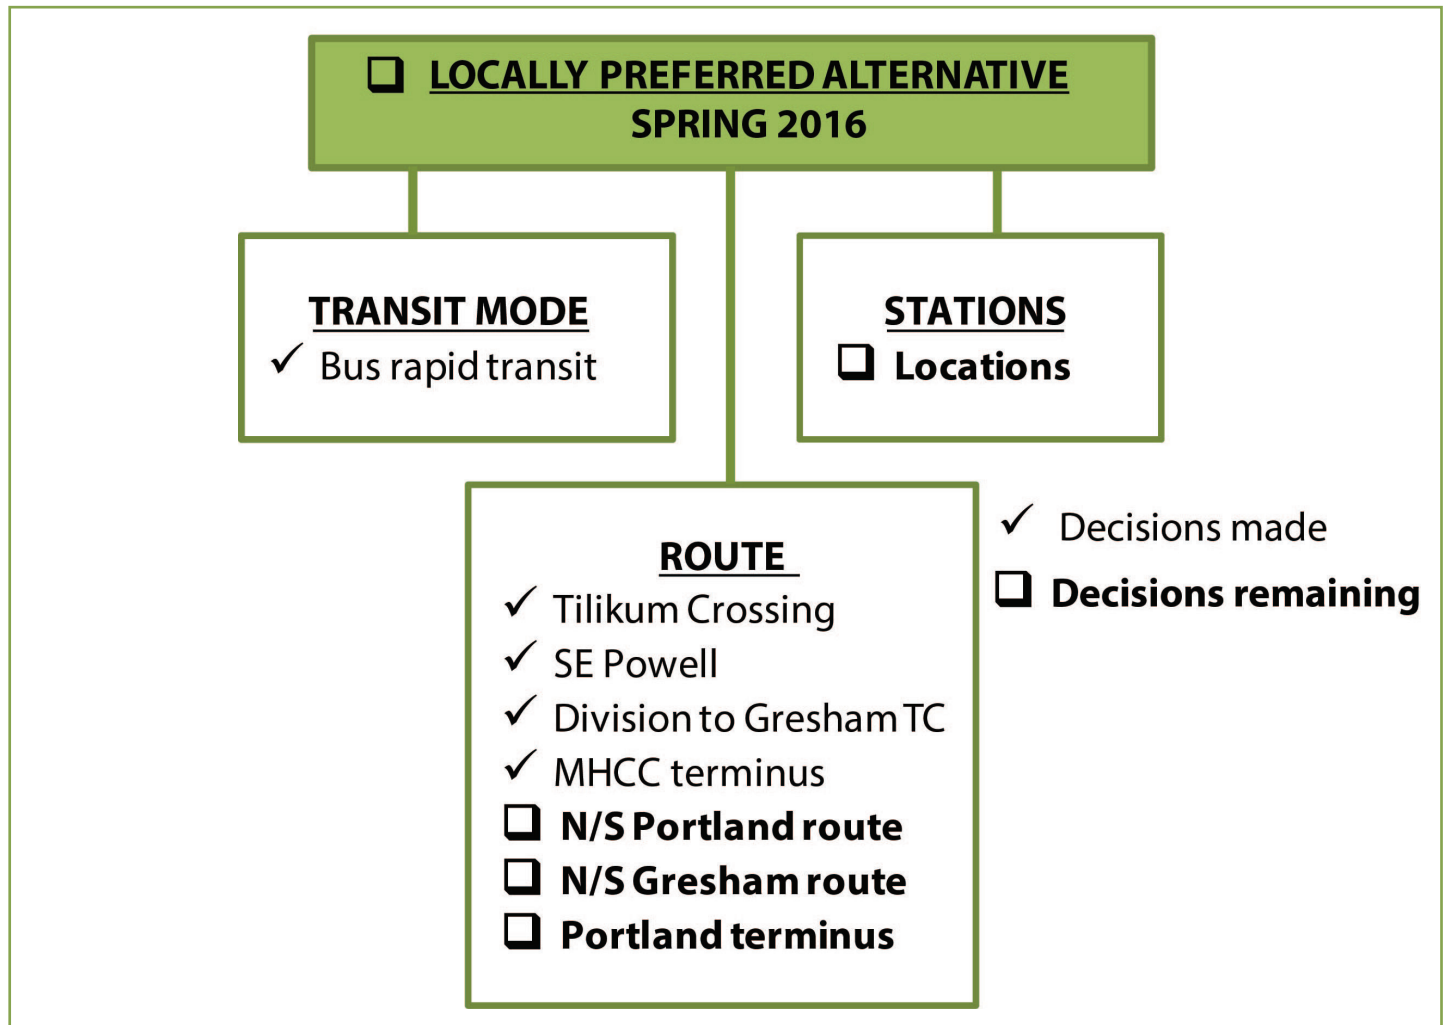 ❑ LOCALLY PREFERRED ALTERNATIVE
SPRING 2016
TRANSIT MODE
✓ Bus rapid transit
STATIONS
❑ Locations
ROUTE
✓ Tilikum Crossing
✓ SE Powell
✓ Division to Gresham TC
✓ MHCC terminus
❑ N/S Portland route
❑ N/S Gresham route
❑ Portland terminus
✓ Decisions made
❑ Decisions remaining